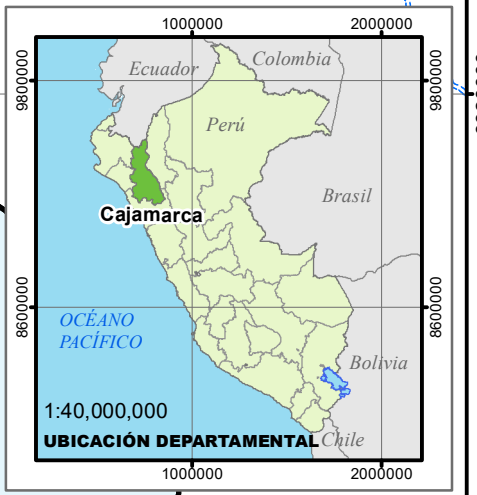 1000000 2000000
9800000 9800000
Ecuador
Colombia
Perú
Brasil
Cajamarca
8600000 8600000
OCÉANO
PACÍFICO
Bolivia
1:40,000,000
UBICACIÓN DEPARTAMENTAL
Chile
1000000 2000000